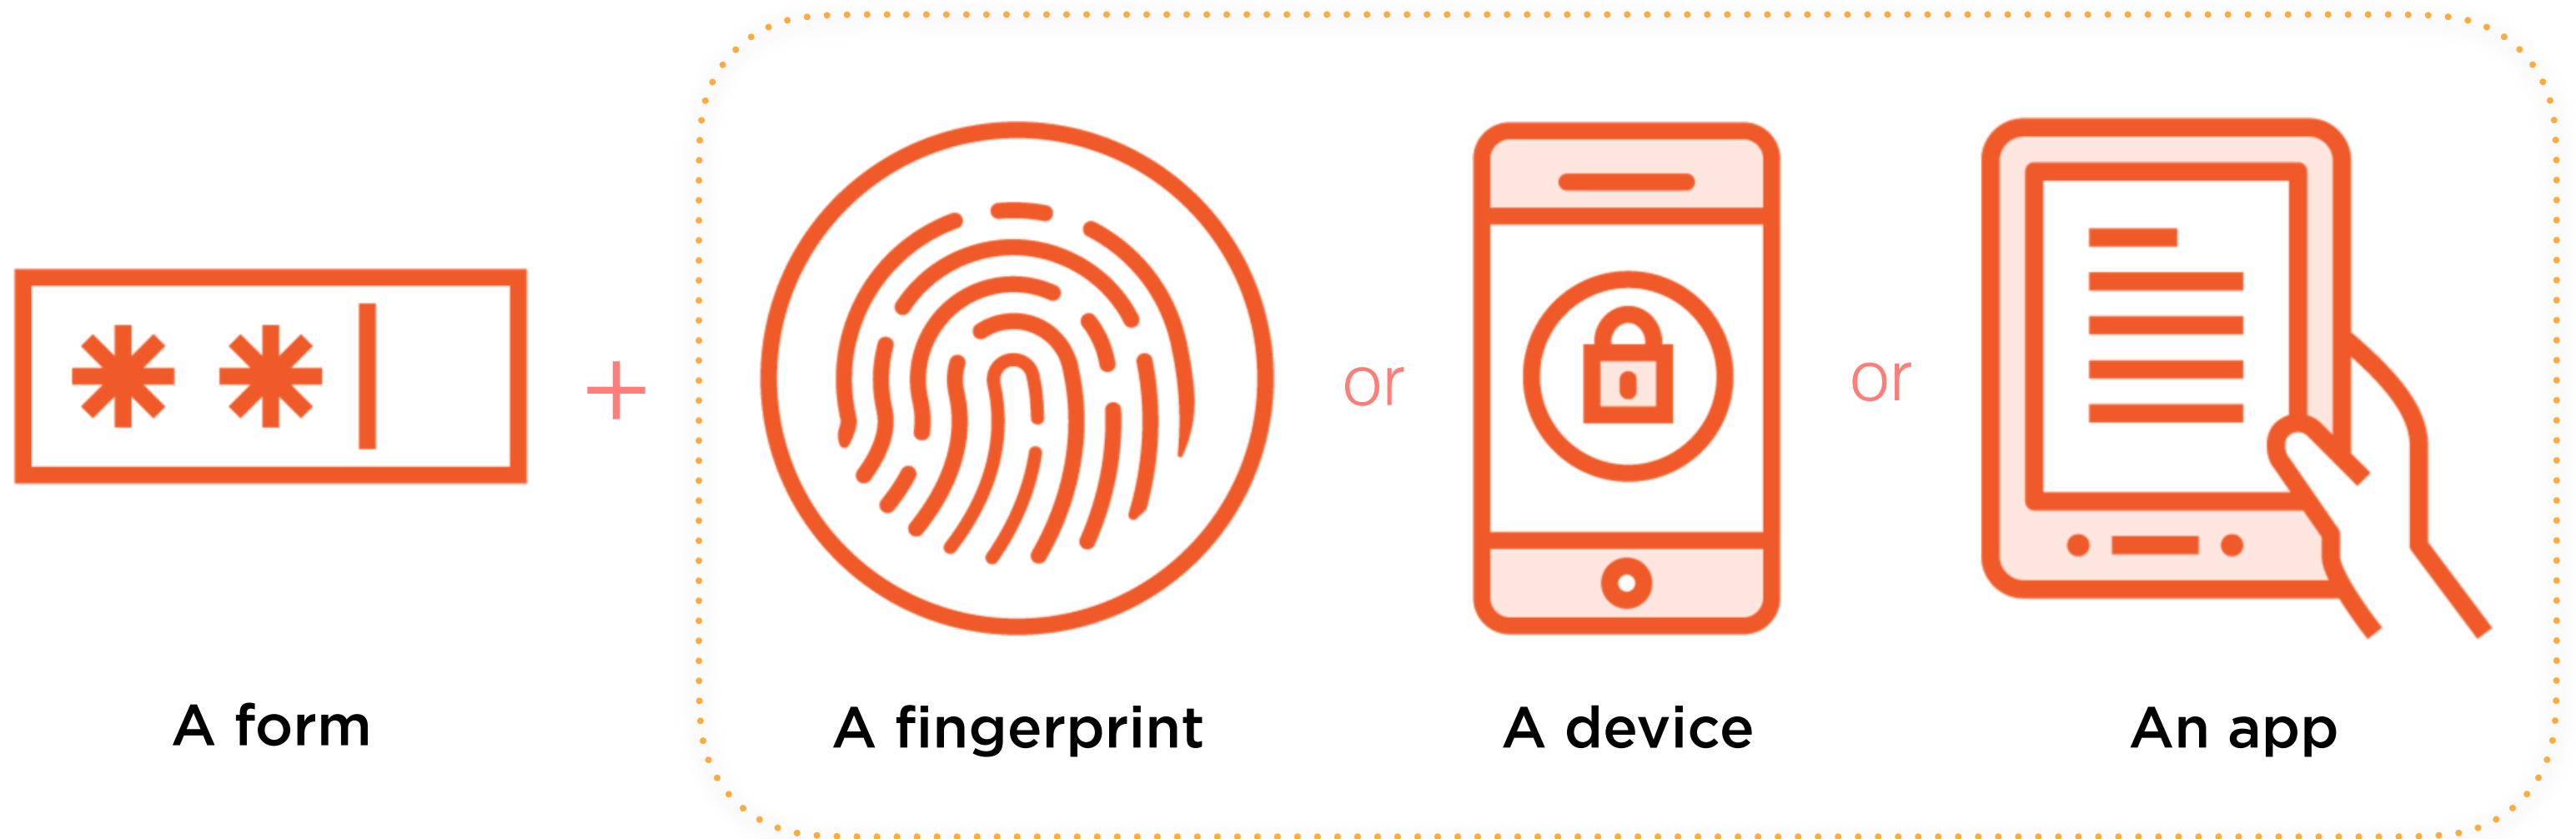 **
+
or
or
A form
A fingerprint
A device
An app